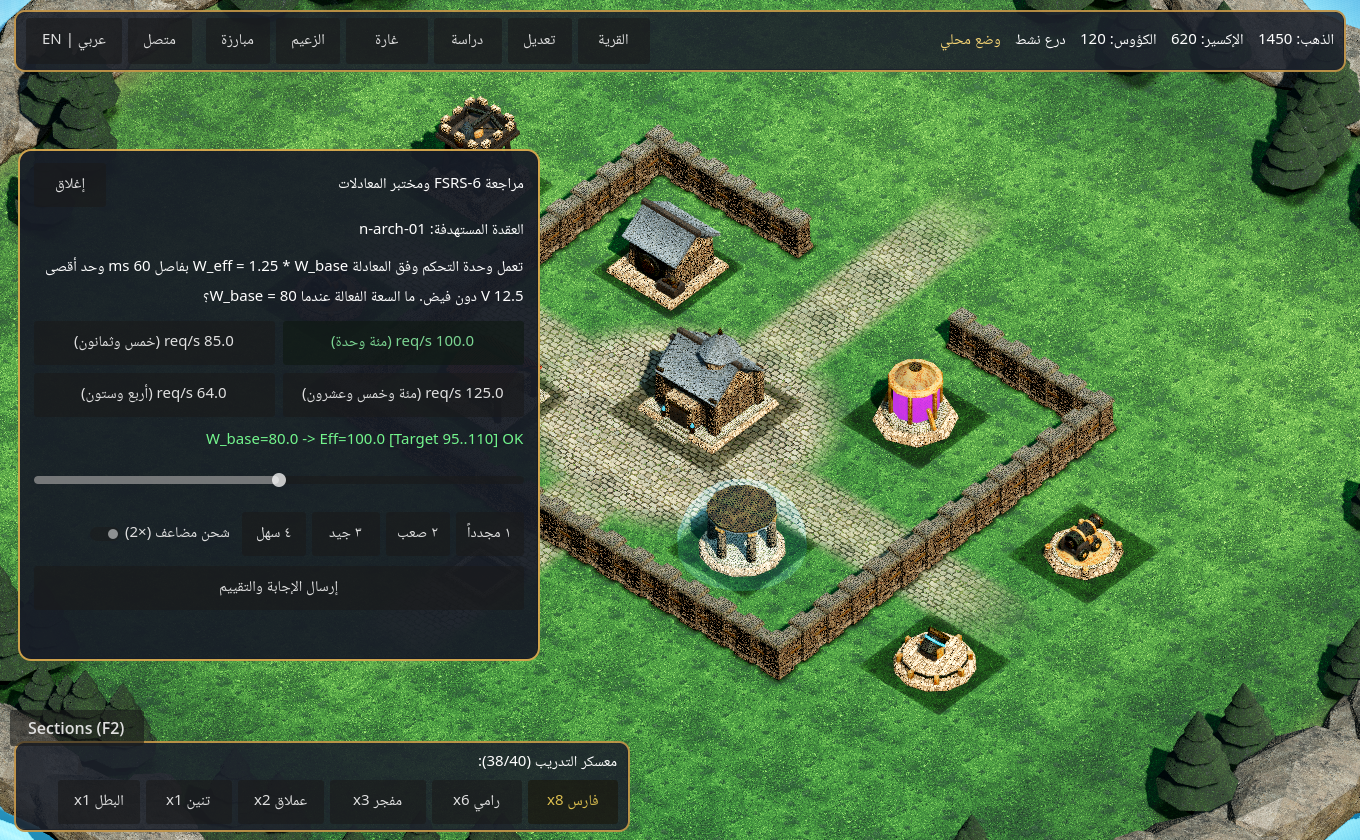 الذهب: 1450 الإكسير: 620 الكؤوس: 120 درع نشط وضع محلي
القرية تعديل دراسة غارة الزعيم مبارزة متصل عربي | EN
مراجعة FSRS-6 ومختبر المعادلات إغلاق
العقدة المستهدفة: n-arch-01
تعمل وحدة التحكم وفق المعادلة W_eff = 1.25 * W_base بفاصل 60 ms وحد أقصى
12.5 V دون فيض. ما السعة الفعالة عندما W_base = 80؟
100.0 req/s (مئة وحدة) 85.0 req/s (خمس وثمانون)
125.0 req/s (مئة وخمس وعشرون) 64.0 req/s (أربع وستون)
W_base=80.0 -> Eff=100.0 [Target 95..110] OK
١ مجدداً ٢ صعب ٣ جيد ٤ سهل شحن مضاعف (2×)
إرسال الإجابة والتقييم
Sections (F2)
معسكر التدريب (38/40):
فارس x8 رامي x6 مفجر x3 عملاق x2 تنين x1 البطل x1